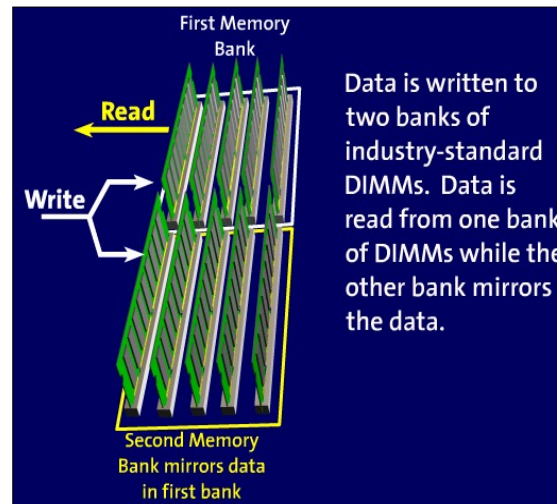 First Memory
Bank
Read
Write
Data is written to
two banks of
industry-standard
DIMMs. Data is
read from one bank
of DIMMs while the
other bank mirrors
the data.
Second Memory
Bank mirrors data
in first bank